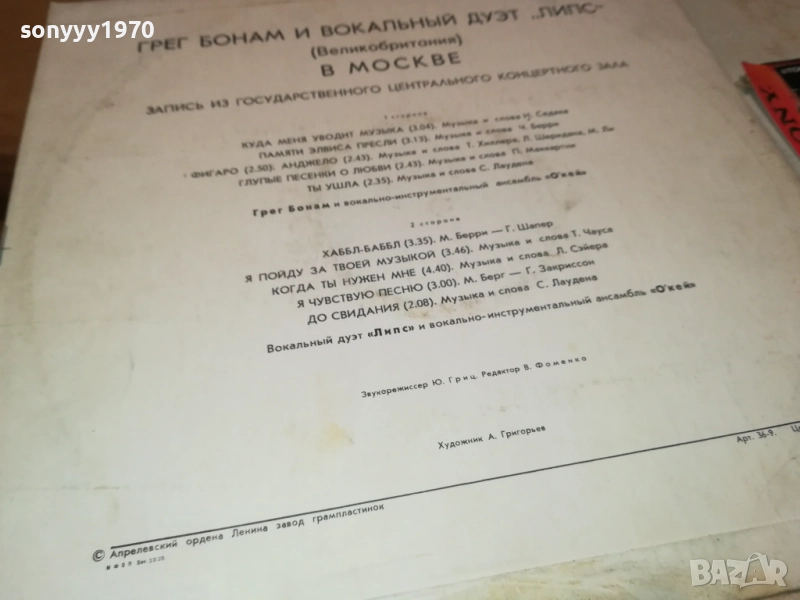 sonyyy1970
ГРЕГ БОНАМ И ВОКАЛЬНЫЙ ДУЭТ „ЛИПС“
(Великобритания)
В МОСКВЕ
ЗАПИСЬ ИЗ ГОСУДАРСТВЕННОГО ЦЕНТРАЛЬНОГО КОНЦЕРТНОГО ЗАЛА
1 сторона
КУДА МЕНЯ УВОДИТ МУЗЫКА (3.04). Музыка и слова Н. Седаке
ПАМЯТИ ЭЛВИСА ПРЕСЛИ (3.13). Музыка и слова Ч. Берри
ФИГАРО (2.50). АНДЖЕЛО (2.43). Музыка и слова Т. Хиллера, Л. Шеридана, М. Ли
ГЛУПЫЕ ПЕСЕНКИ О ЛЮБВИ (2.43). Музыка и слова П. Маккартни
ТЫ УШЛА (2.35). Музыка и слова С. Лаудена
Грег Бонам и вокально-инструментальный ансамбль «О'кей»
2 сторона
ХАББЛ-БАББЛ (3.35). М. Берри — Г. Шапер
Я ПОЙДУ ЗА ТВОЕЙ МУЗЫКОЙ (3.46). Музыка и слова Т. Чауса
КОГДА ТЫ НУЖЕН МНЕ (4.40). Музыка и слова Л. Сэйера
Я ЧУВСТВУЮ ПЕСНЮ (3.00). М. Берг — Г. Закриссон
ДО СВИДАНИЯ (2.08). Музыка и слова С. Лаудена
Вокальный дуэт «Липс» и вокально-инструментальный ансамбль «О'кей»
Звукорежиссер Ю. Гриц. Редактор В. Фоменко
Художник А. Григорьев
Арт. 36-9.
© Апрелевский ордена Ленина завод грампластинок
BAZAR